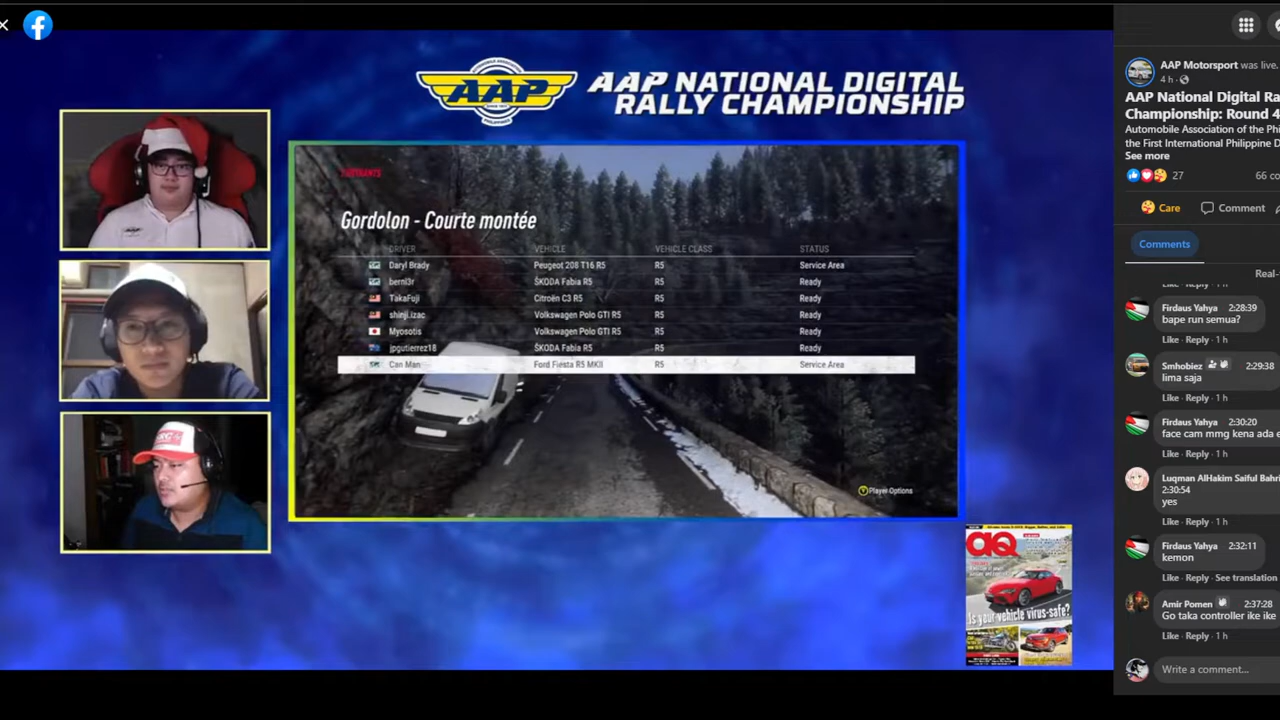 AAP
PHILIPPINES
AAP NATIONAL DIGITAL
RALLY CHAMPIONSHIP
ENTRANTS
Gordolon - Courte montée
DRIVER VEHICLE VEHICLE CLASS STATUS
Daryl Brady Peugeot 208 T16 R5 R5 Service Area
berni3r ŠKODA Fabia R5 R5 Ready
TakaFuji Citroën C3 R5 R5 Ready
shinji.izac Volkswagen Polo GTI R5 R5 Ready
Myosotis Volkswagen Polo GTI R5 R5 Ready
jpgutierrez18 ŠKODA Fabia R5 R5 Ready
Can Man Ford Fiesta R5 MKII R5 Service Area
Y Player Options
aQ
Is your vehicle virus-safe?
AAP Motorsport was live.
4 h ·
AAP National Digital Ra
Championship: Round 4
Automobile Association of the Phi
the First International Philippine D
See more
27 66 co
Care Comment
Comments
Real-
Like · Reply · 1 h
Firdaus Yahya 2:28:39
bape run semua?
Like · Reply · 1 h
Smhobiez 2:29:38
lima saja
Like · Reply · 1 h
Firdaus Yahya 2:30:20
face cam mmg kena ada e
Like · Reply · 1 h
Luqman AlHakim Saiful Bahri
2:30:54
yes
Like · Reply · 1 h
Firdaus Yahya 2:32:11
kemon
Like · Reply · See translation
Amir Pomen 2:37:28
Go taka controller ike ike
Like · Reply · 1 h
Write a comment...